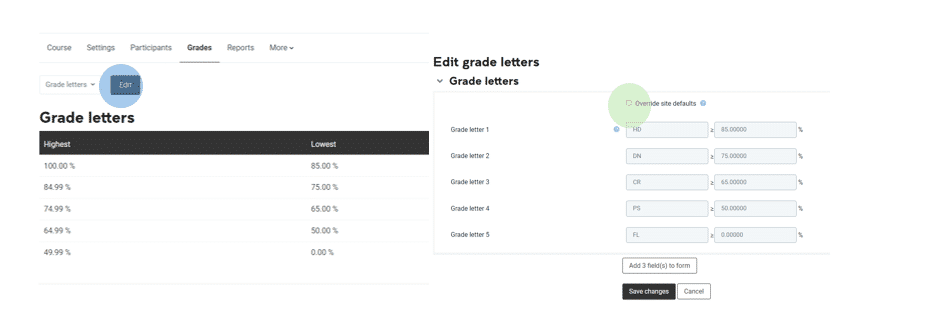 Course Settings Participants Grades Reports More
Grade letters Edit
Grade letters
Highest Lowest
100.00 % 85.00 %
84.99 % 75.00 %
74.99 % 65.00 %
64.99 % 50.00 %
49.99 % 0.00 %
Edit grade letters
Grade letters
Override site defaults ?
Grade letter 1 ? HD ≥ 85.00000 %
Grade letter 2 DN ≥ 75.00000 %
Grade letter 3 CR ≥ 65.00000 %
Grade letter 4 PS ≥ 50.00000 %
Grade letter 5 FL ≥ 0.00000 %
Add 3 field(s) to form
Save changes Cancel